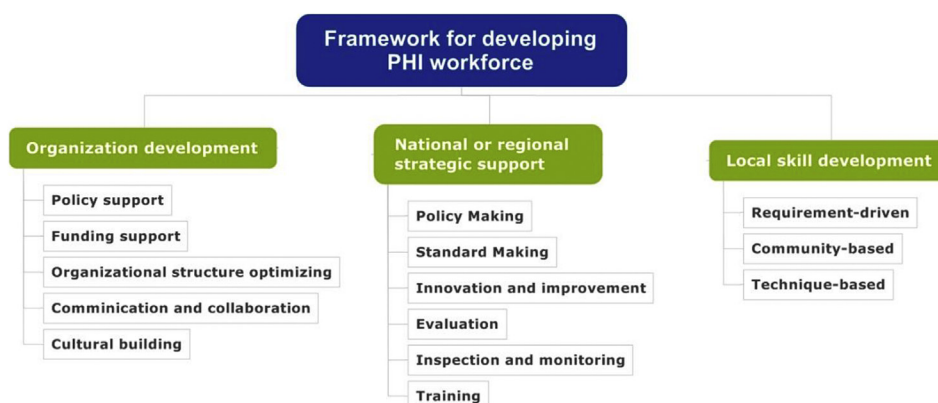 Framework for developing
PHI workforce
Organization development
Policy support
Funding support
Organizational structure optimizing
Comminication and collaboration
Cultural building
National or regional
strategic support
Policy Making
Standard Making
Innovation and improvement
Evaluation
Inspection and monitoring
Training
Local skill development
Requirement-driven
Community-based
Technique-based